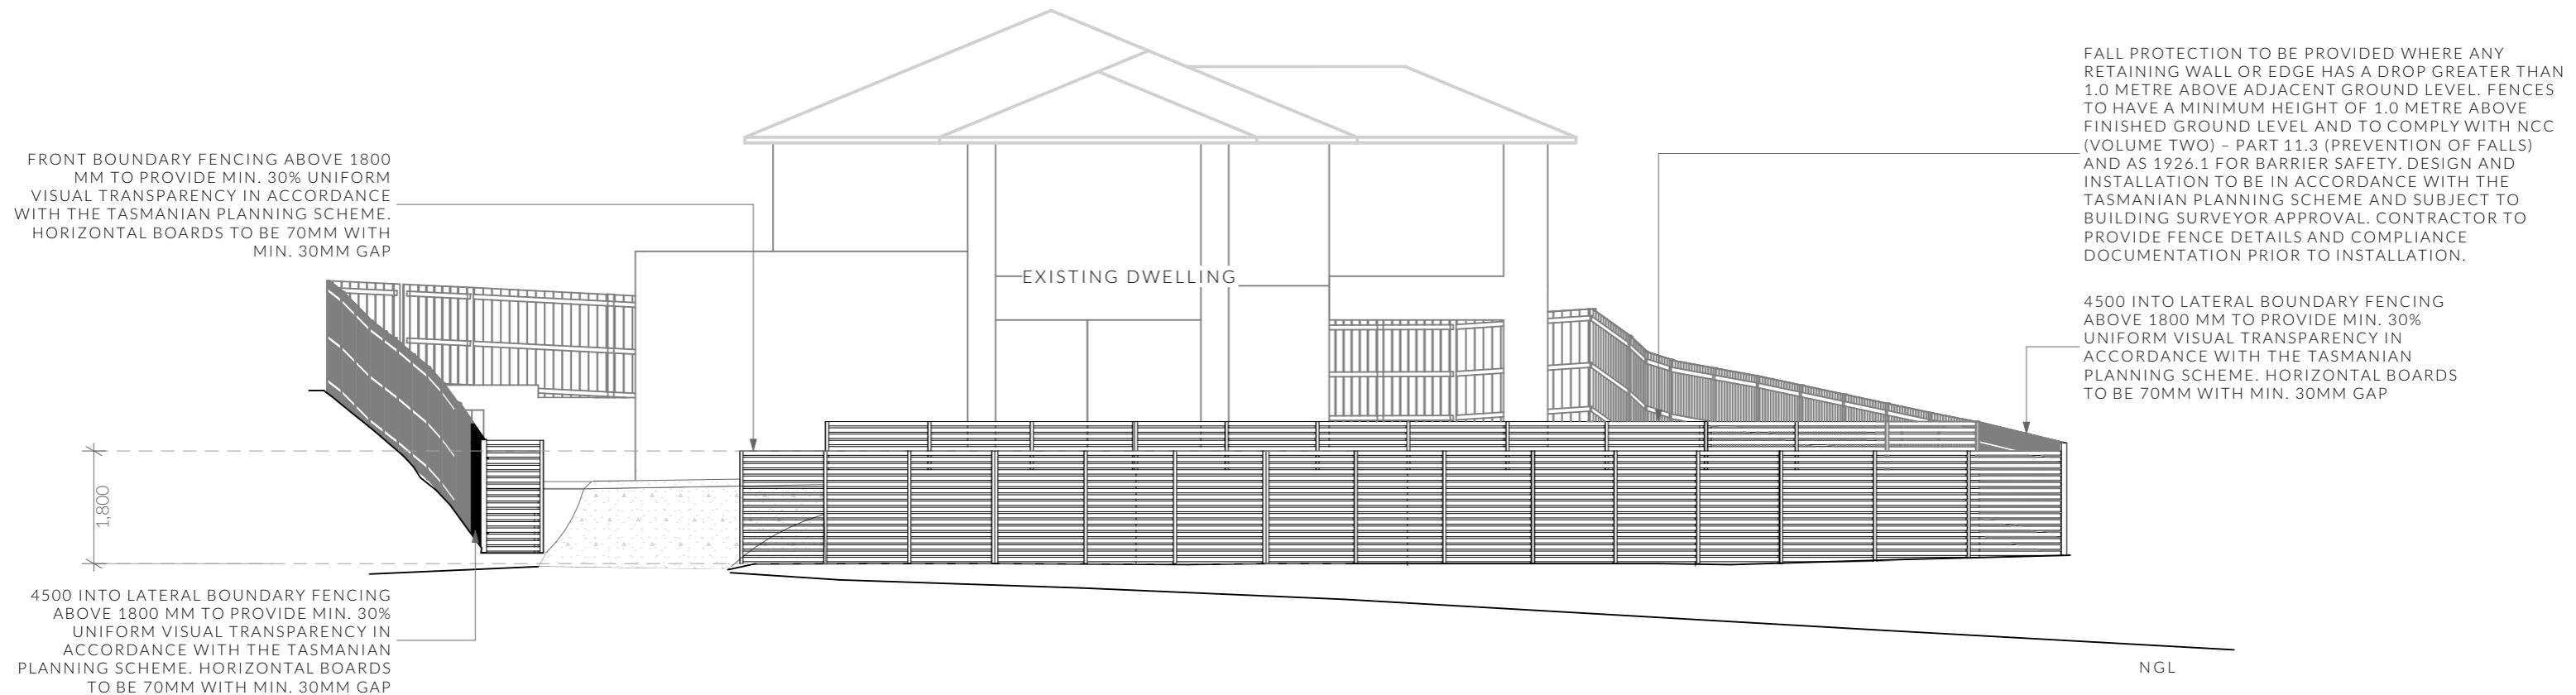 FRONT BOUNDARY FENCING ABOVE 1800
MM TO PROVIDE MIN. 30% UNIFORM
VISUAL TRANSPARENCY IN ACCORDANCE
WITH THE TASMANIAN PLANNING SCHEME.
HORIZONTAL BOARDS TO BE 70MM WITH
MIN. 30MM GAP
EXISTING DWELLING
FALL PROTECTION TO BE PROVIDED WHERE ANY
RETAINING WALL OR EDGE HAS A DROP GREATER THAN
1.0 METRE ABOVE ADJACENT GROUND LEVEL. FENCES
TO HAVE A MINIMUM HEIGHT OF 1.0 METRE ABOVE
FINISHED GROUND LEVEL AND TO COMPLY WITH NCC
(VOLUME TWO) – PART 11.3 (PREVENTION OF FALLS)
AND AS 1926.1 FOR BARRIER SAFETY. DESIGN AND
INSTALLATION TO BE IN ACCORDANCE WITH THE
TASMANIAN PLANNING SCHEME AND SUBJECT TO
BUILDING SURVEYOR APPROVAL. CONTRACTOR TO
PROVIDE FENCE DETAILS AND COMPLIANCE
DOCUMENTATION PRIOR TO INSTALLATION.
4500 INTO LATERAL BOUNDARY FENCING
ABOVE 1800 MM TO PROVIDE MIN. 30%
UNIFORM VISUAL TRANSPARENCY IN
ACCORDANCE WITH THE TASMANIAN
PLANNING SCHEME. HORIZONTAL BOARDS
TO BE 70MM WITH MIN. 30MM GAP
1,800
4500 INTO LATERAL BOUNDARY FENCING
ABOVE 1800 MM TO PROVIDE MIN. 30%
UNIFORM VISUAL TRANSPARENCY IN
ACCORDANCE WITH THE TASMANIAN
PLANNING SCHEME. HORIZONTAL BOARDS
TO BE 70MM WITH MIN. 30MM GAP
NGL